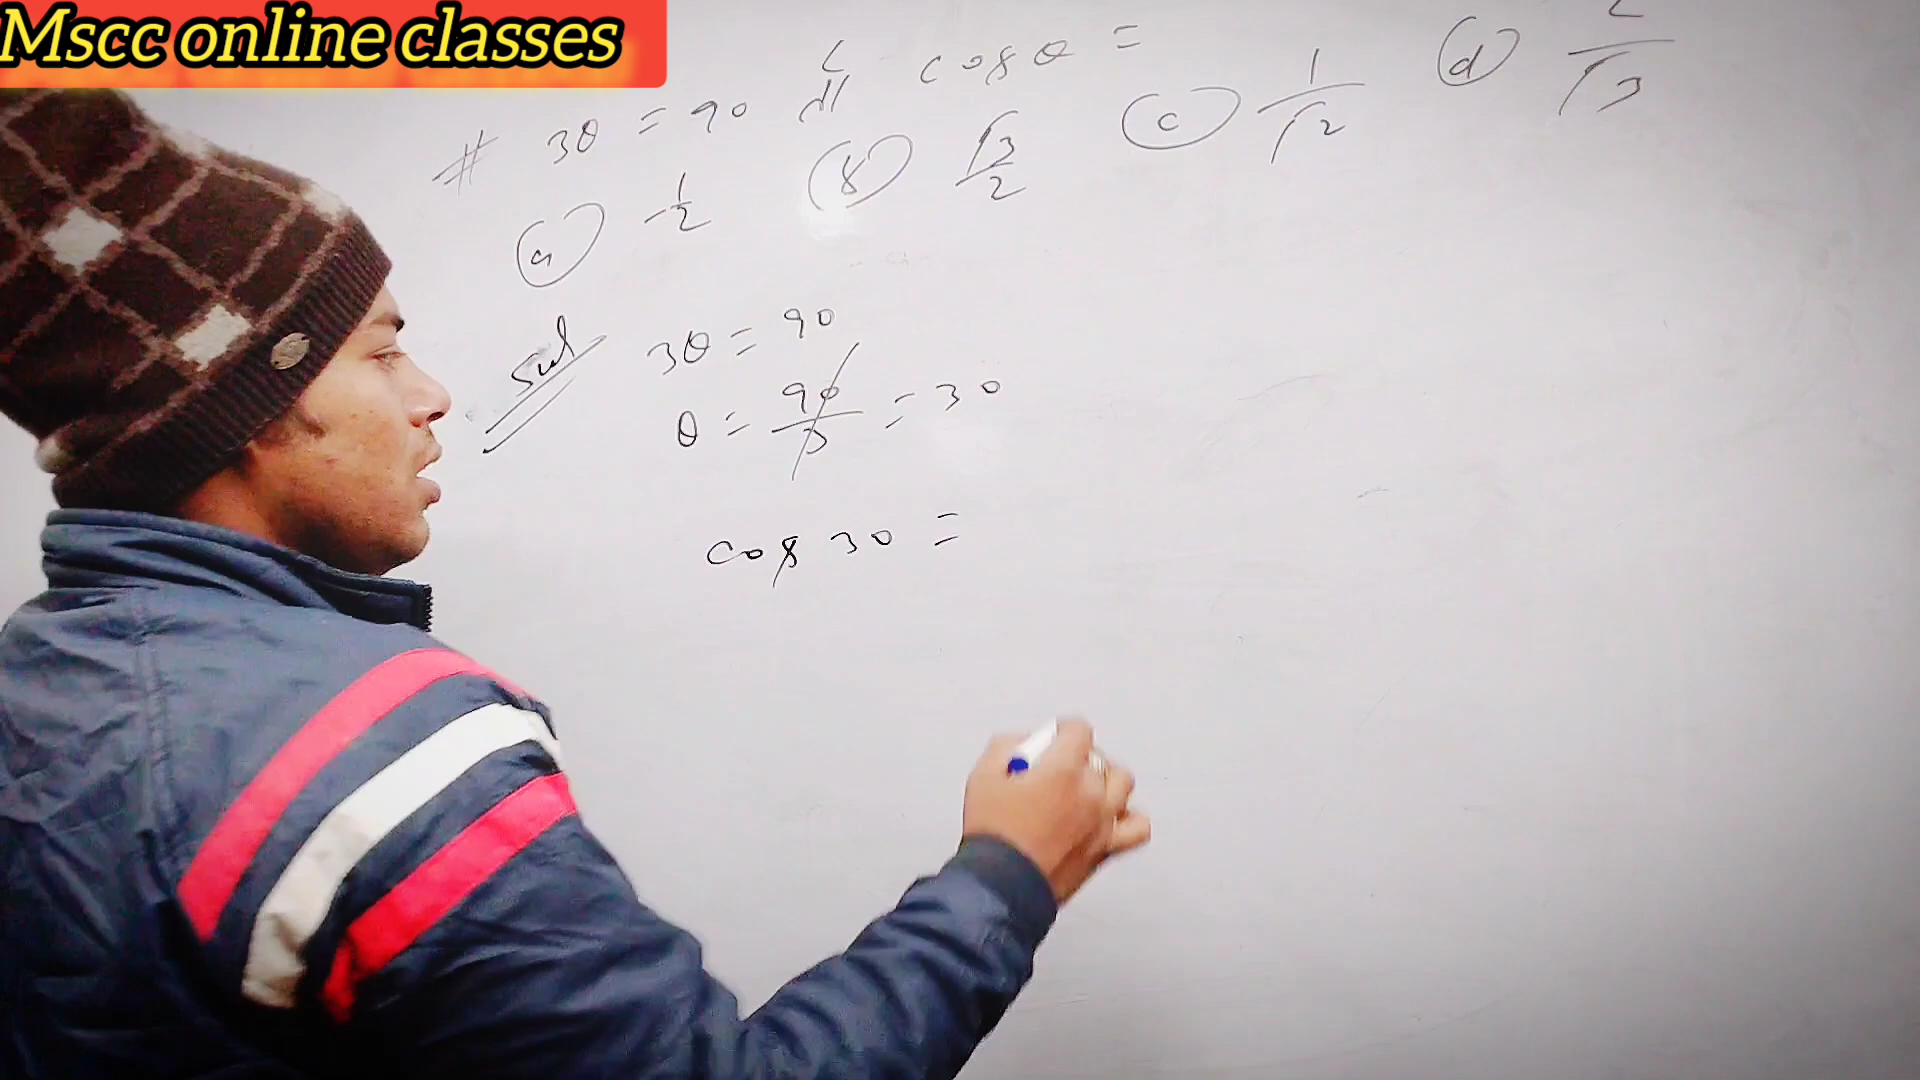 Mscc online classes
# 3θ = 90 तो cosθ =
(a) -1/2 (b) √3/2 (c) 1/√2 (d) 2/√3
Sol 3θ = 90
θ = 90/3 = 30
cos 30 =